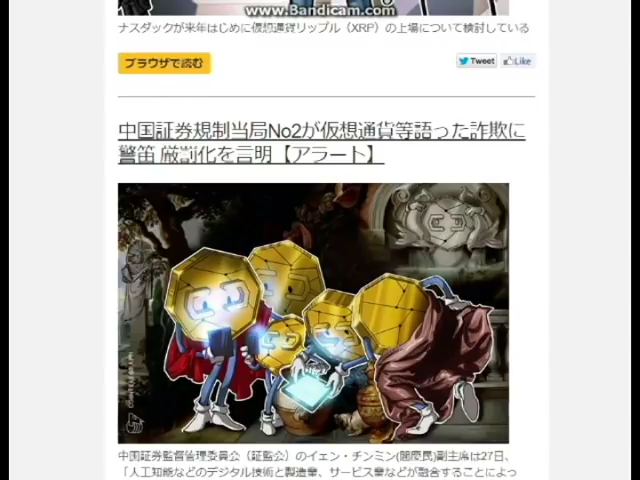 www.Bandicam.com
ナスダックが来年はじめに仮想通貨リップル（XRP）の上場について検討している
ブラウザで読む
Tweet
Like
中国証券規制当局No2が仮想通貨等語った詐欺に
警笛 厳罰化を言明【アラート】
COINTELEGRAPH
中国証券監督管理委員会（証監会）のイェン・チンミン(閻慶民)副主席は27日、
「人工知能などのデジタル技術と製造業、サービス業などが融合することによっ